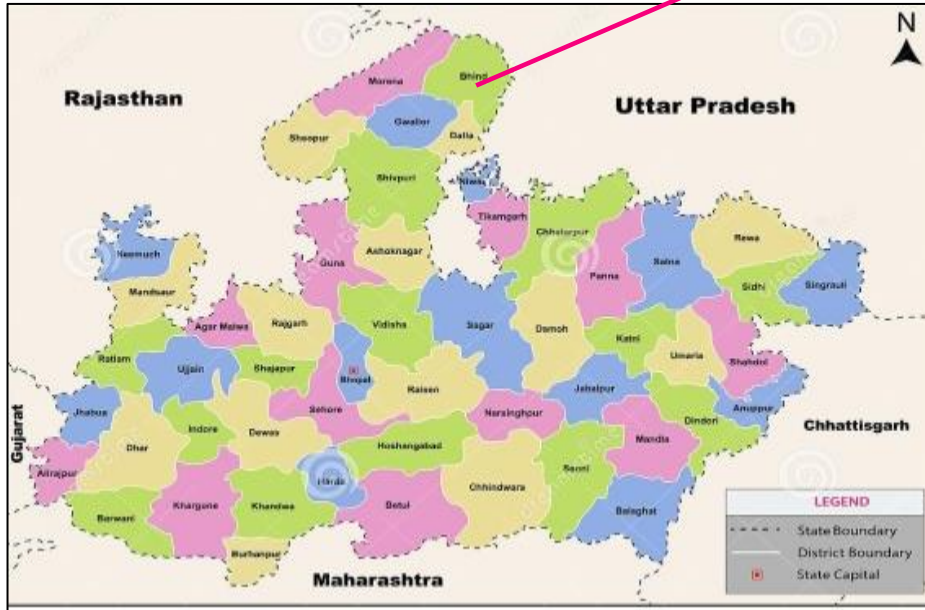 N
Rajasthan
Uttar Pradesh
Gujarat
Chhattisgarh
Maharashtra
Morena
Bhind
Gwalior
Sheopur
Shivpuri
Tikamgarh
Chhatarpur
Panna
Satna
Rewa
Sidhi
Singrauli
Neemuch
Mandsaur
Guna
Ashoknagar
Agar Malwa
Rajgarh
Vidisha
Sagar
Damoh
Katni
Umaria
Shahdol
Ratlam
Ujjain
Shajapur
Bhopal
Raisen
Jabalpur
Anuppur
Jhabua
Indore
Dewas
Sehore
Narsinghpur
Dindori
Mandla
Alirajpur
Dhar
Hoshangabad
Harda
Barwani
Khargone
Khandwa
Betul
Chhindwara
Seoni
Balaghat
Burhanpur
LEGEND
State Boundary
District Boundary
State Capital